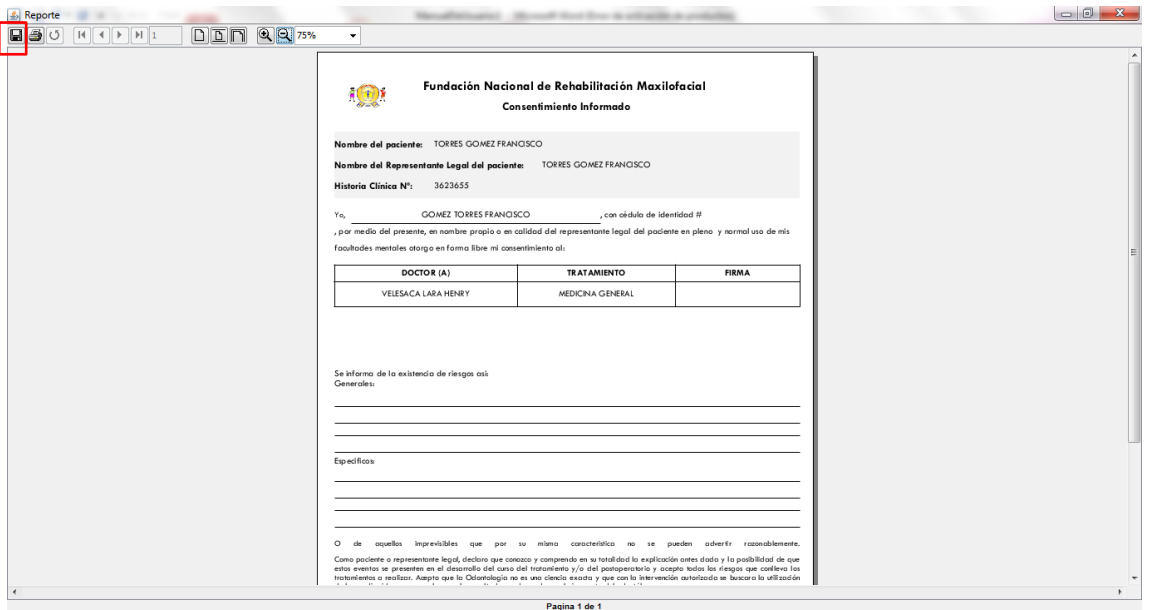 Reporte
1
75%
Fundación Nacional de Rehabilitación Maxilofacial
Consentimiento Informado
Nombre del paciente: TORRES GOMEZ FRANCISCO
Nombre del Representante Legal del paciente: TORRES GOMEZ FRANCISCO
Historia Clínica N°: 3623655
Yo, GOMEZ TORRES FRANCISCO , con cédula de identidad #
, por medio del presente, en nombre propio o en calidad del representante legal del paciente en pleno y normal uso de mis
facultades mentales otorgo en forma libre mi consentimiento al:
DOCTOR (A) TRATAMIENTO FIRMA
VELESACA LARA HENRY MEDICINA GENERAL
Se informa de la existencia de riesgos asi:
Generales:
Especificos:
O de aquellos imprevisibles que por su misma caracteristica no se pueden advertir razonablemente.
Como paciente o representante legal, declaro que conozco y comprendo en su totalidad la explicación antes dada y la posibilidad de que
estos eventos se presenten en el desarrollo del curso del tratamiento y/o del postoperatorio y acepto todos los riesgos que conlleva los
tratamientos a realizar. Acepto que la Odontología no es una ciencia exacta y que con la intervención autorizada se buscara la utilización
Pagina 1 de 1